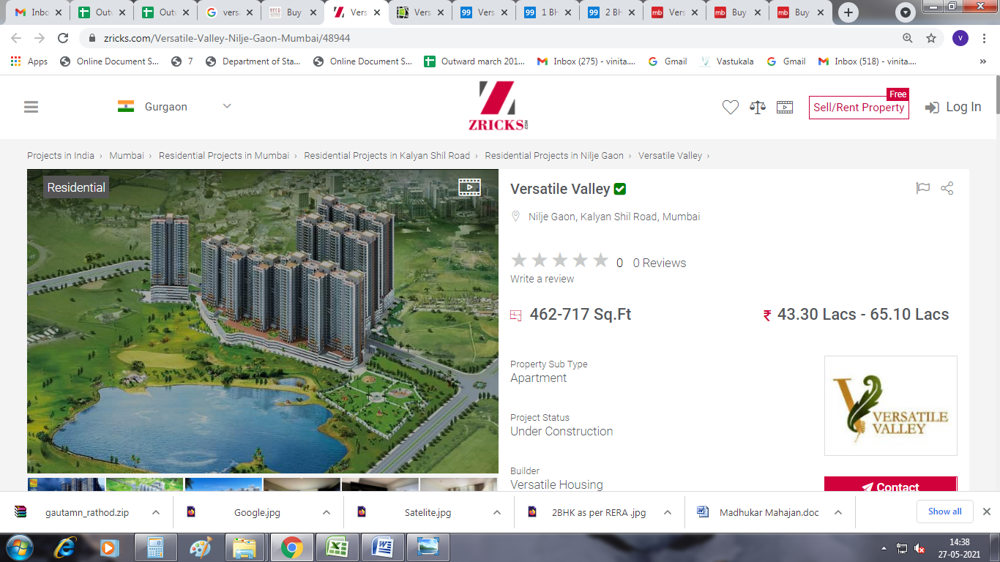 Inbo
Outv
Outv
vers
Buy
Vers
Vers
99 Vers
99 1 BH
99 2 BH
mb Vers
mb Buy
mb Buy
zricks.com/Versatile-Valley-Nilje-Gaon-Mumbai/48944
V
Apps
Online Document S...
7
Department of Sta...
Online Document S...
Outward march 201...
Inbox (275) - vinita....
Gmail
Vastukala
Gmail
Inbox (518) - vinita....
»
Gurgaon
ZRICKS.COM
Free
Sell/Rent Property
Log In
Projects in India › Mumbai › Residential Projects in Mumbai › Residential Projects in Kalyan Shil Road › Residential Projects in Nilje Gaon › Versatile Valley ›
Residential
Versatile Valley
Nilje Gaon, Kalyan Shil Road, Mumbai
0 0 Reviews
Write a review
462-717 Sq.Ft
₹ 43.30 Lacs - 65.10 Lacs
Property Sub Type
Apartment
Project Status
Under Construction
VERSATILE
VALLEY
Builder
Versatile Housing
Contact
gautamn_rathod.zip
Google.jpg
Satelite.jpg
2BHK as per RERA .jpg
Madhukar Mahajan.doc
Show all
14:38
27-05-2021